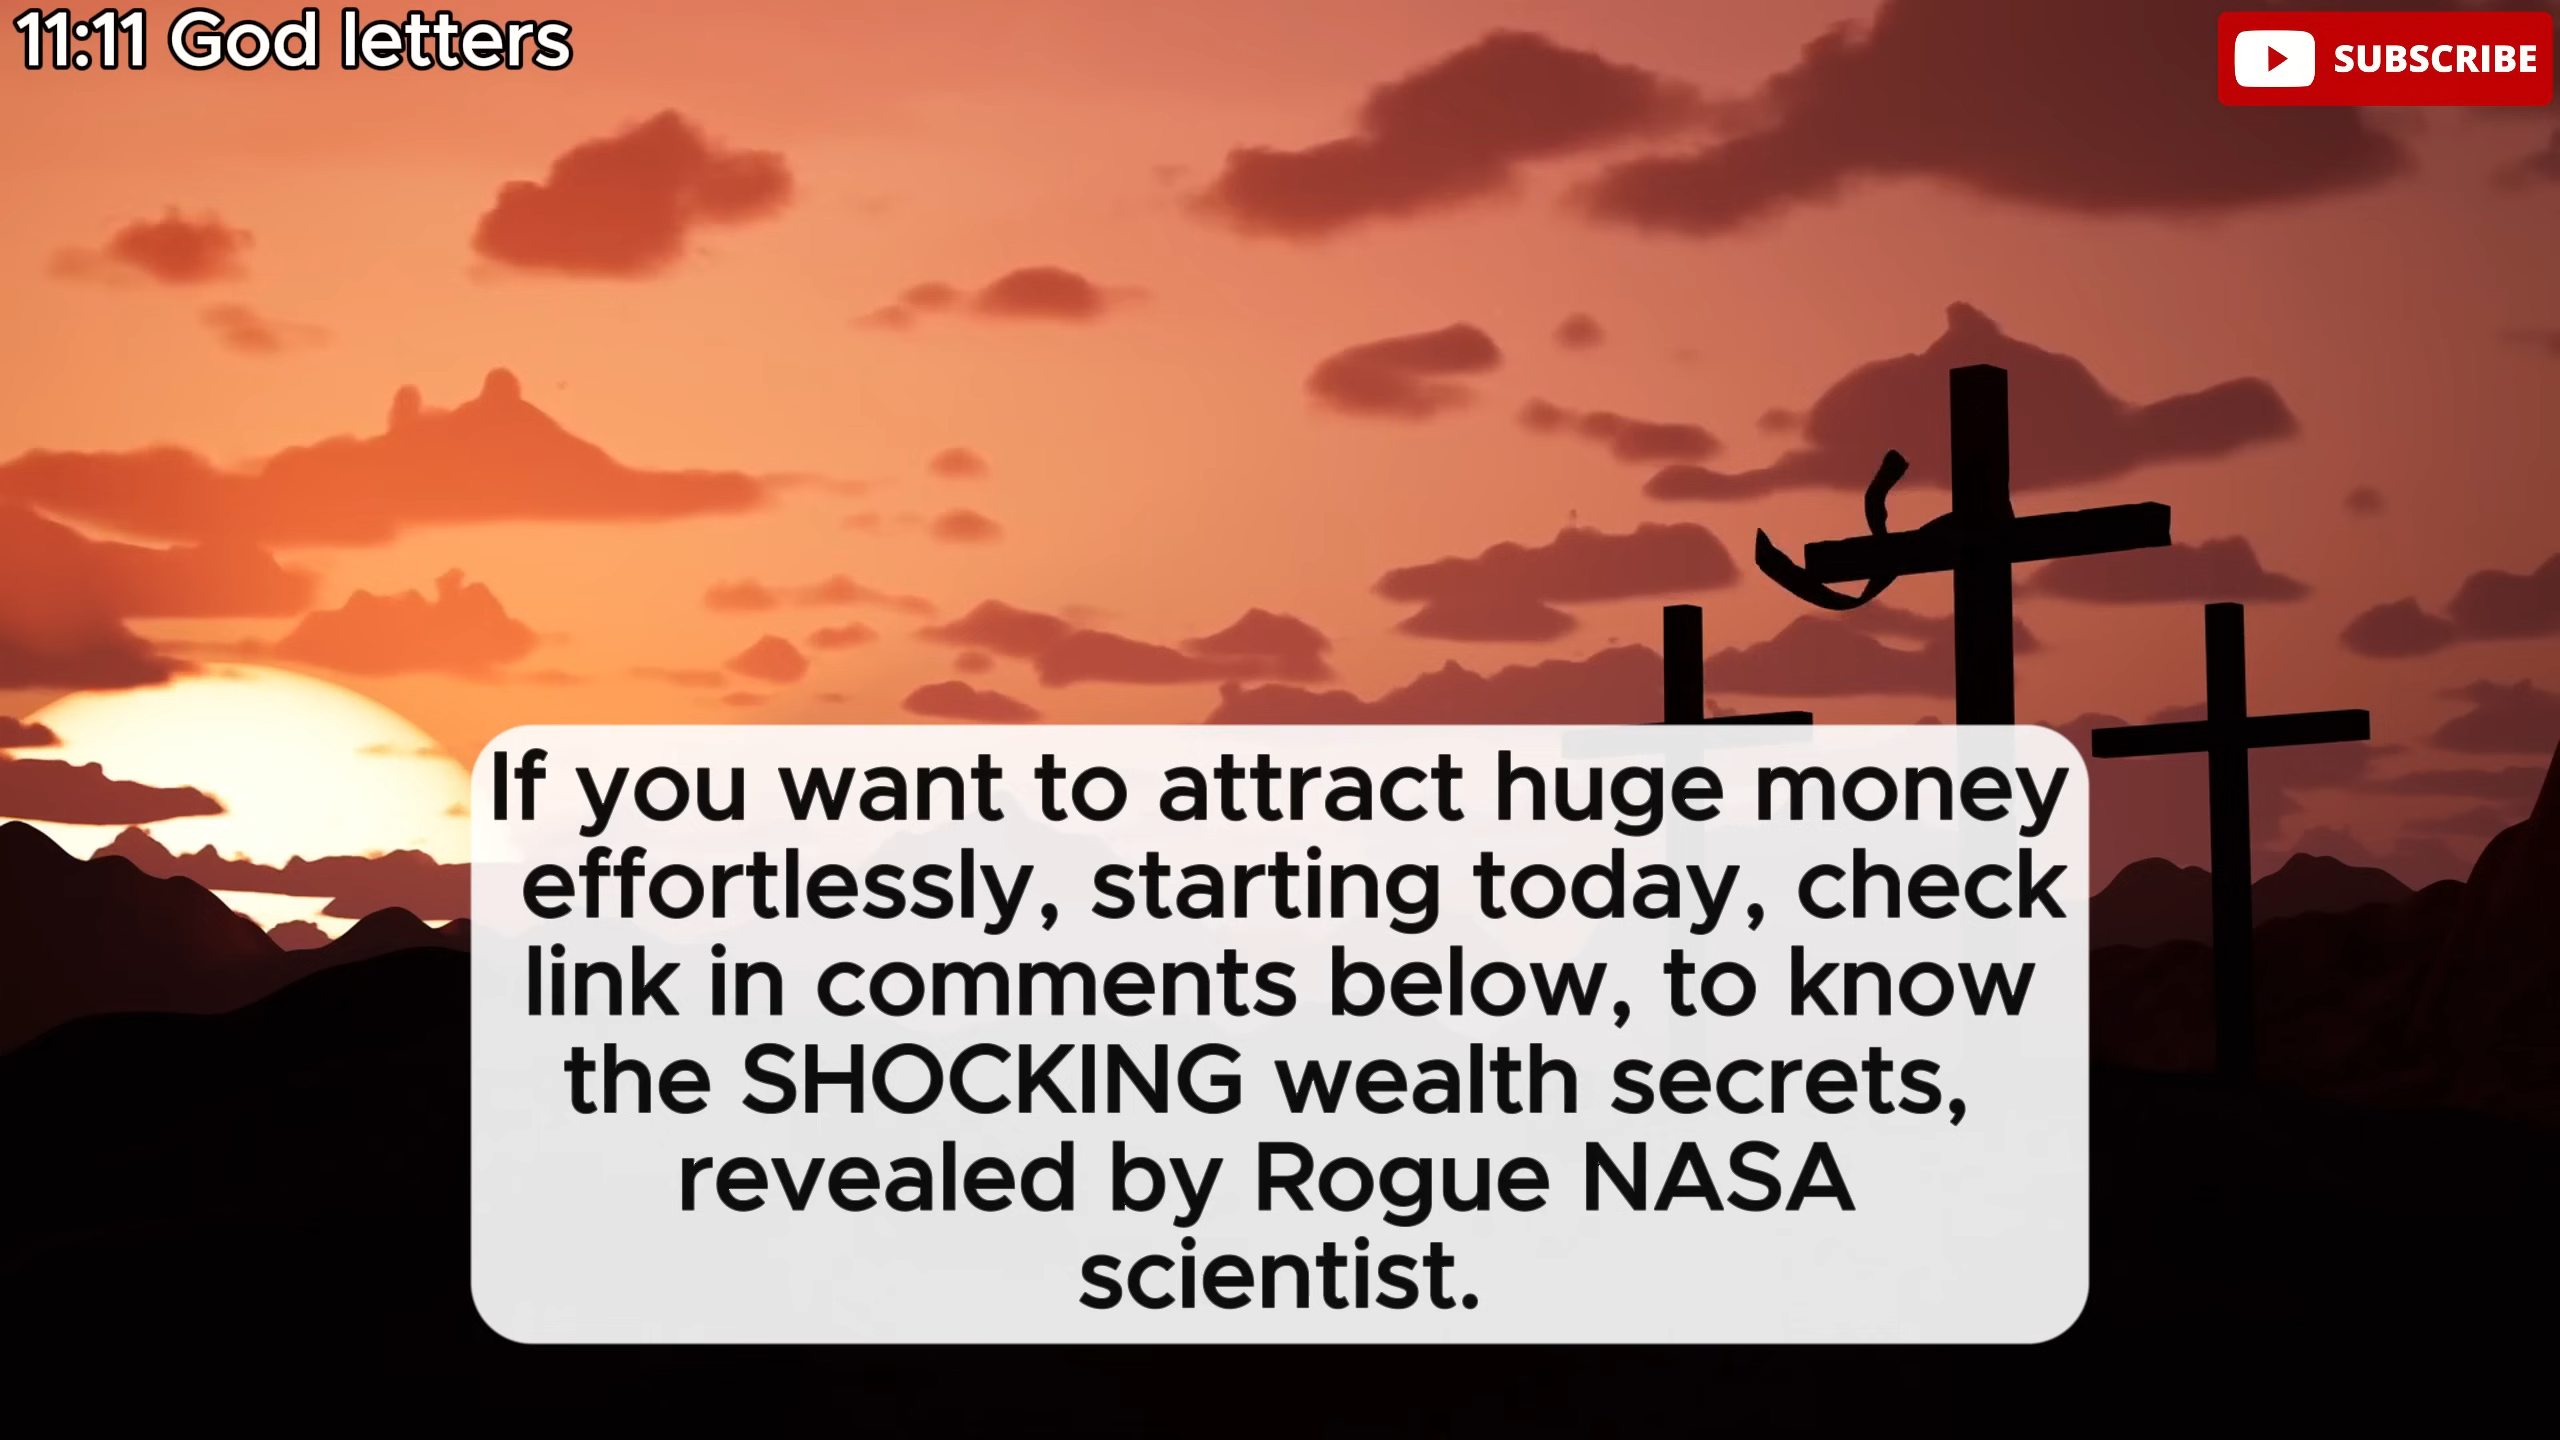 11:11 God letters
SUBSCRIBE
If you want to attract huge money
effortlessly, starting today, check
link in comments below, to know
the SHOCKING wealth secrets,
revealed by Rogue NASA
scientist.